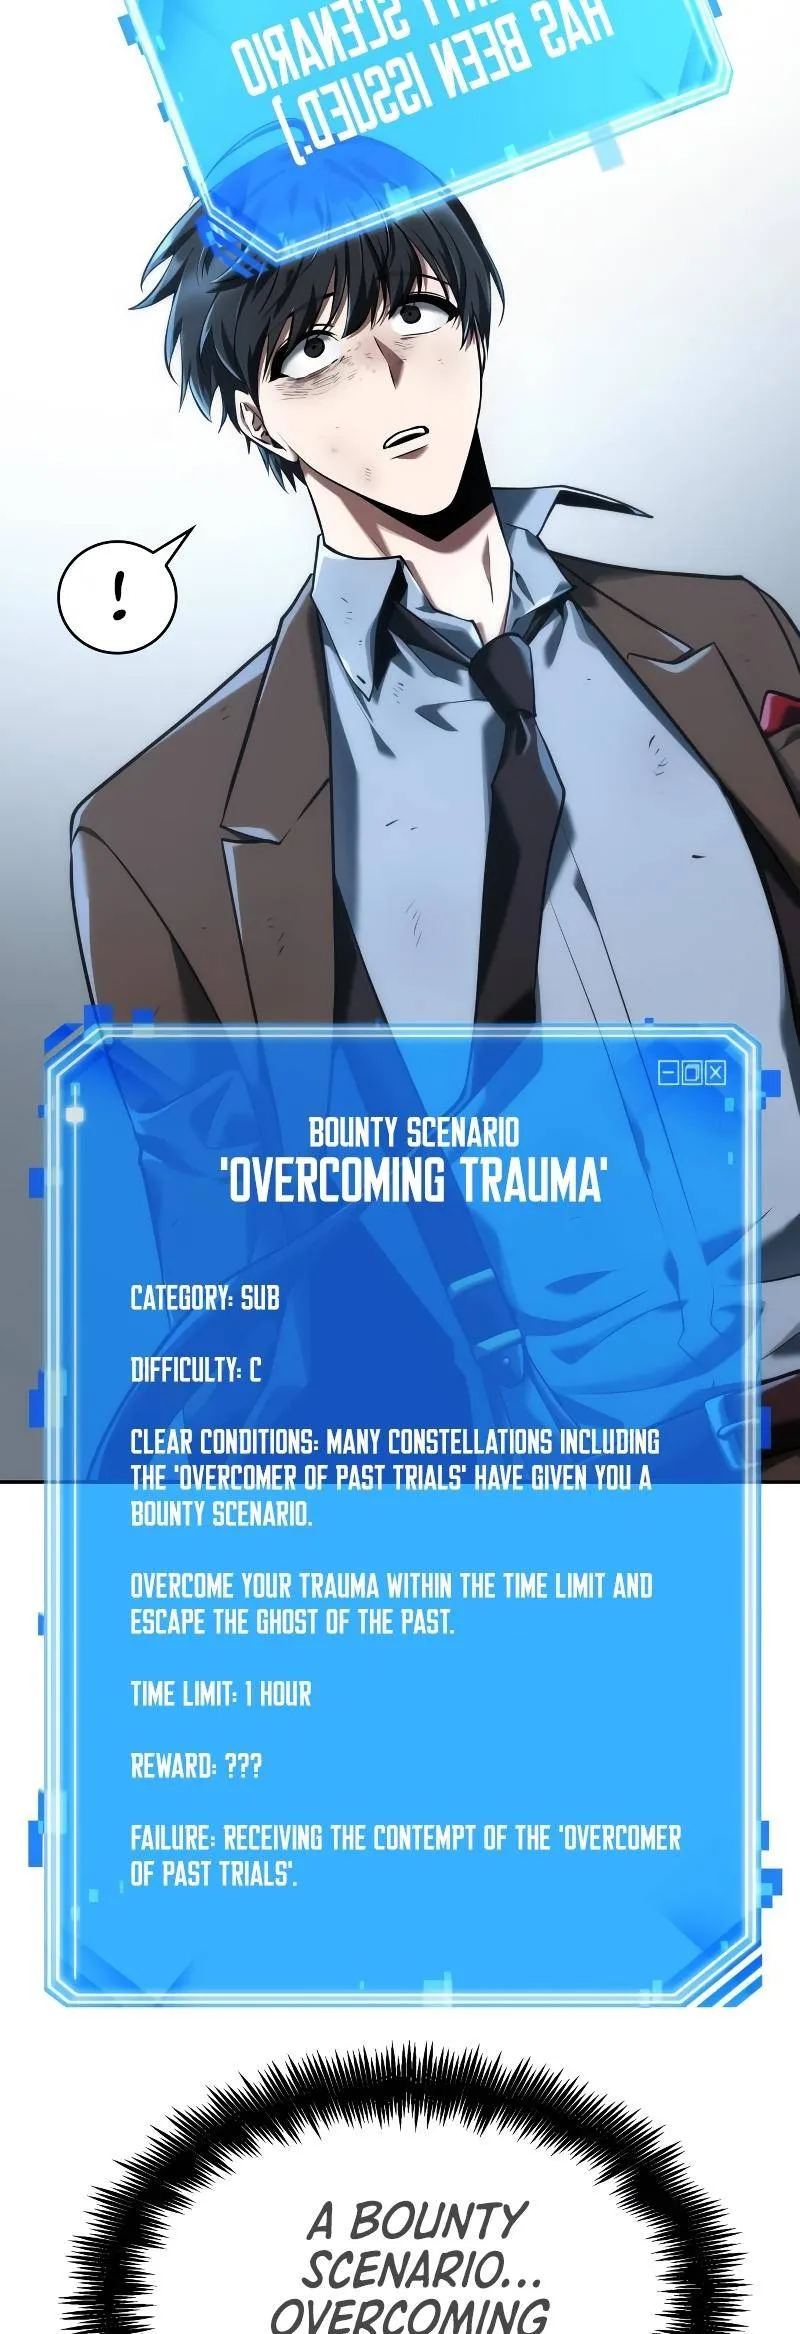 NTY SCENARIO
HAS BEEN ISSUED.]
!
BOUNTY SCENARIO
'OVERCOMING TRAUMA'
CATEGORY: SUB
DIFFICULTY: C
CLEAR CONDITIONS: MANY CONSTELLATIONS INCLUDING
THE 'OVERCOMER OF PAST TRIALS' HAVE GIVEN YOU A
BOUNTY SCENARIO.
OVERCOME YOUR TRAUMA WITHIN THE TIME LIMIT AND
ESCAPE THE GHOST OF THE PAST.
TIME LIMIT: 1 HOUR
REWARD: ???
FAILURE: RECEIVING THE CONTEMPT OF THE 'OVERCOMER
OF PAST TRIALS'.
A BOUNTY
SCENARIO...
OVERCOMING